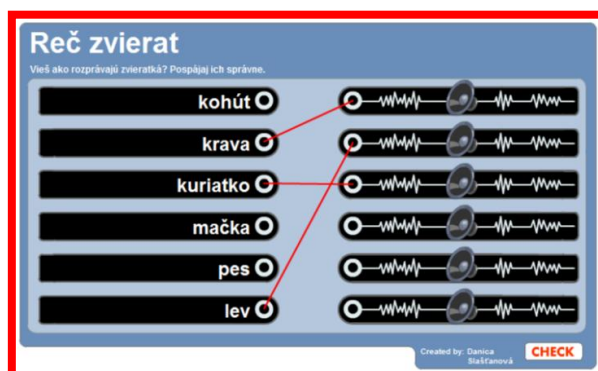 Reč zvierat
Vieš ako rozprávajú zvieratká? Pospájaj ich správne.
kohút
krava
kuriatko
mačka
pes
lev
Created by: Danica
Slašťanová
CHECK